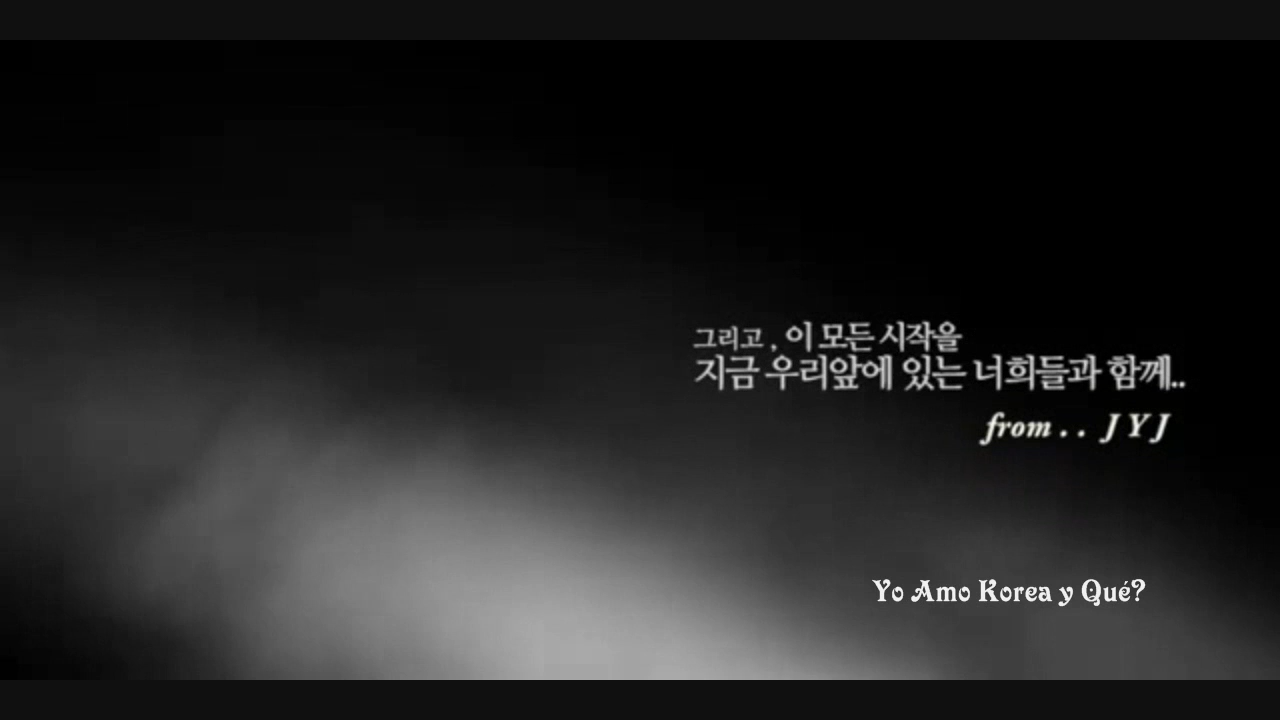 그리고 , 이 모든 시작을
지금 우리앞에 있는 너희들과 함께..
from . . J Y J
Yo Amo Korea y Qué?